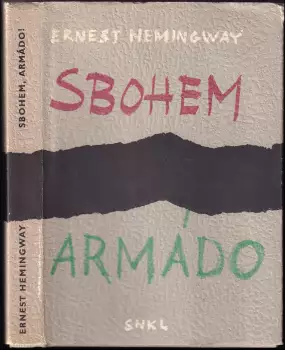 ERNEST HEMINGWAY
SBOHEM
ARMÁDO
SNKL
SBOHEM, ARMÁDO!
ERNEST HEMINGWAY